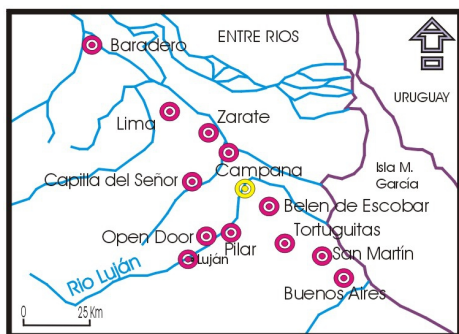 ENTRE RIOS
Baradero
URUGUAY
Lima
Zarate
Isla M.
García
Campana
Capilla del Señor
Belen de Escobar
Tortuguitas
Open Door
Pilar
San Martín
Luján
Rio Luján
Buenos Aires
0 25 Km